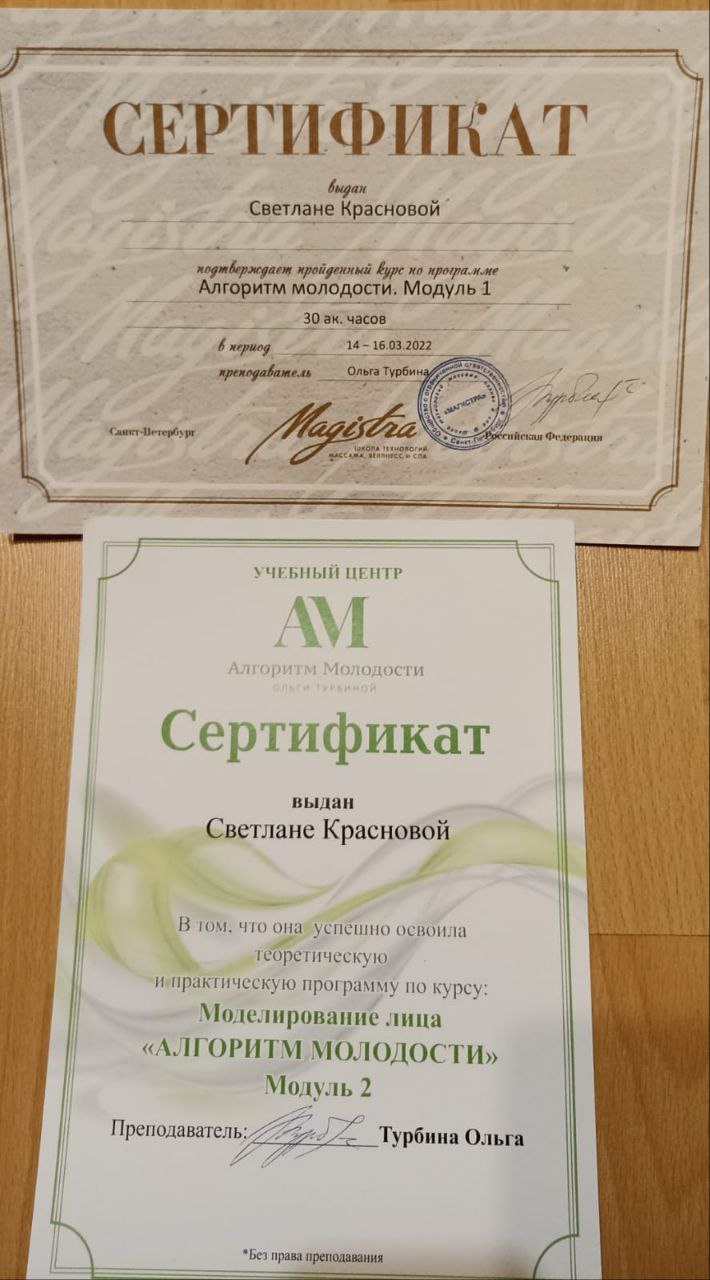 СЕРТИФИКАТ
выдан
Светлане Красновой
подтверждает пройденный курс по программе
Алгоритм молодости. Модуль 1
30 ак. часов
в период 14 – 16.03.2022
преподаватель Ольга Турбина
Санкт-Петербург
Magistra
ШКОЛА ТЕХНОЛОГИЙ
МАССАЖА, ВЕЛЛНЕСС И СПА
«МАГИСТРА»
Российская Федерация
УЧЕБНЫЙ ЦЕНТР
АМ
Алгоритм Молодости
ОЛЬГИ ТУРБИНОЙ
Сертификат
выдан
Светлане Красновой
В том, что она успешно освоила
теоретическую
и практическую программу по курсу:
Моделирование лица
«АЛГОРИТМ МОЛОДОСТИ»
Модуль 2
Преподаватель: Турбина Ольга
*Без права преподавания